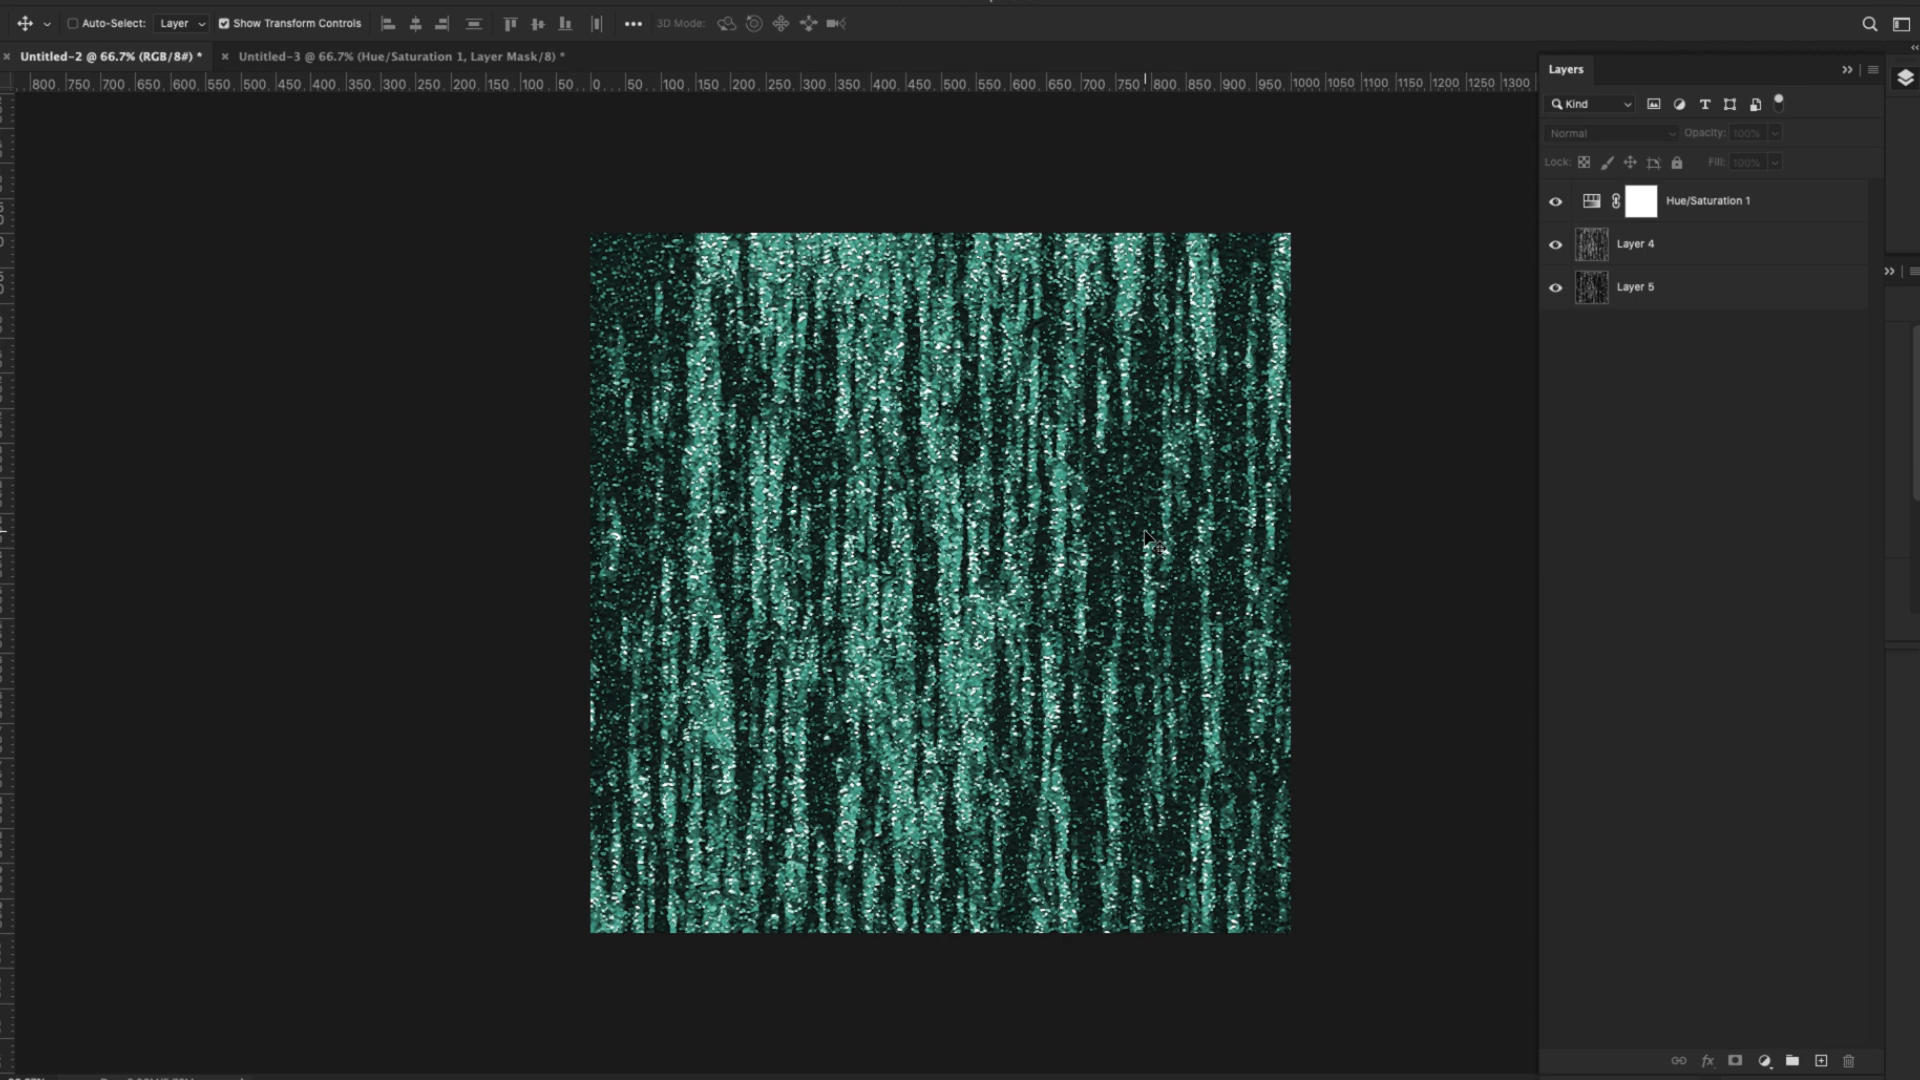 Auto-Select: Layer Show Transform Controls 3D Mode:
Untitled-2 @ 66.7% (RGB/8#) * Untitled-3 @ 66.7% (Hue/Saturation 1, Layer Mask/8) *
800 750 700 650 600 550 500 450 400 350 300 250 200 150 100 50 0 50 100 150 200 250 300 350 400 450 500 550 600 650 700 750 800 850 900 950 1000 1050 1100 1150 1200 1250 1300
Layers
Kind
Normal Opacity: 100%
Lock: Fill: 100%
Hue/Saturation 1
Layer 4
Layer 5